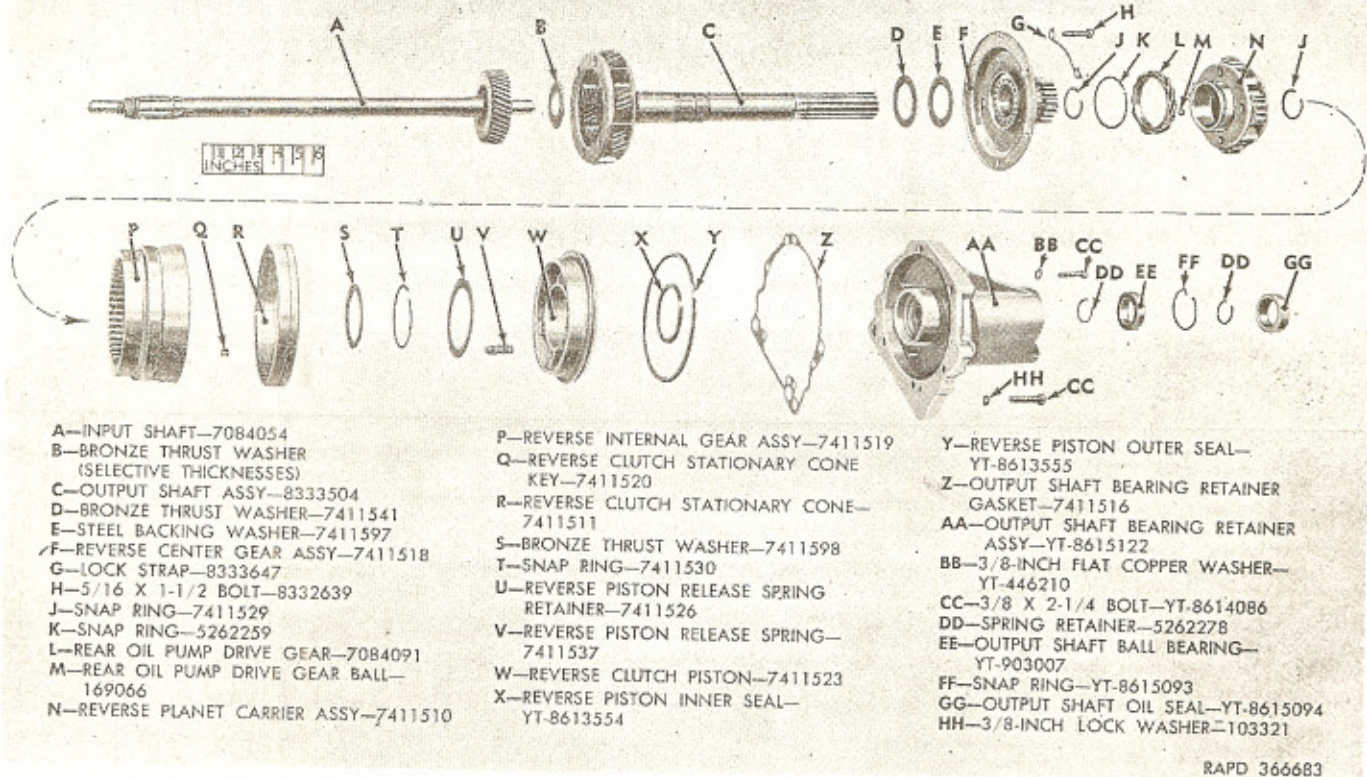 A
B
C
D
E
F
G
H
J
K
L
M
N
J
INCHES
P
Q
R
S
T
U
V
W
X
Y
Z
AA
BB
CC
DD
EE
FF
DD
GG
HH
CC
A—INPUT SHAFT—7084054
B—BRONZE THRUST WASHER
(SELECTIVE THICKNESSES)
C—OUTPUT SHAFT ASSY—8333504
D—BRONZE THRUST WASHER—7411541
E—STEEL BACKING WASHER—7411597
F—REVERSE CENTER GEAR ASSY—7411518
G—LOCK STRAP—8333647
H—5/16 X 1-1/2 BOLT—8332639
J—SNAP RING—7411529
K—SNAP RING—5262259
L—REAR OIL PUMP DRIVE GEAR—7084091
M—REAR OIL PUMP DRIVE GEAR BALL—
169066
N—REVERSE PLANET CARRIER ASSY—7411510
P—REVERSE INTERNAL GEAR ASSY—7411519
Q—REVERSE CLUTCH STATIONARY CONE
KEY—7411520
R—REVERSE CLUTCH STATIONARY CONE—
7411511
S—BRONZE THRUST WASHER—7411598
T—SNAP RING—7411530
U—REVERSE PISTON RELEASE SPRING
RETAINER—7411526
V—REVERSE PISTON RELEASE SPRING—
7411537
W—REVERSE CLUTCH PISTON—7411523
X—REVERSE PISTON INNER SEAL—
YT-8613554
Y—REVERSE PISTON OUTER SEAL—
YT-8613555
Z—OUTPUT SHAFT BEARING RETAINER
GASKET—7411516
AA—OUTPUT SHAFT BEARING RETAINER
ASSY—YT-8615122
BB—3/8-INCH FLAT COPPER WASHER—
YT-446210
CC—3/8 X 2-1/4 BOLT—YT-8614086
DD—SPRING RETAINER—5262278
EE—OUTPUT SHAFT BALL BEARING—
YT-903007
FF—SNAP RING—YT-8615093
GG—OUTPUT SHAFT OIL SEAL—YT-8615094
HH—3/8-INCH LOCK WASHER—103321
RAPD 366683